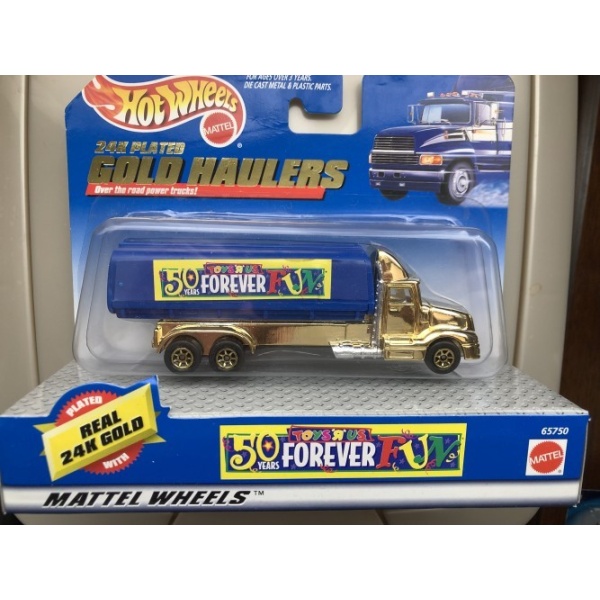 FOR AGES OVER 3 YEARS.
DIE CAST METAL & PLASTIC PARTS.
HOT WHEELS
MATTEL
®
24K PLATED
GOLD HAULERS
Over the road power trucks!
50 YEARS TOYS "R" US FOREVER FUN
PLATED
REAL
24K GOLD
WITH
50 YEARS TOYS "R" US FOREVER FUN
65750
MATTEL
MATTEL WHEELS™